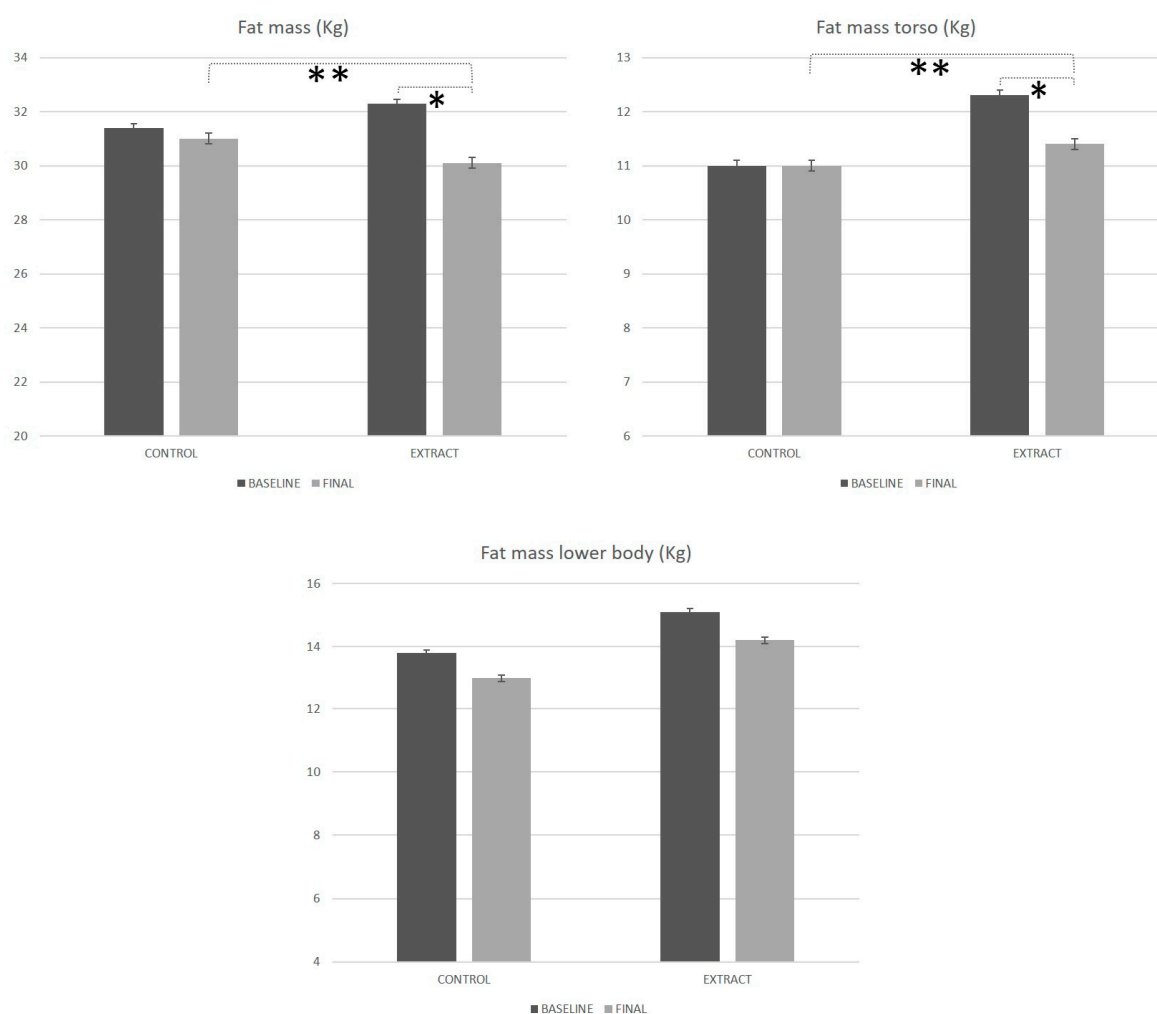 Fat mass (Kg)
34
32
30
28
26
24
22
20
**
*
CONTROL
EXTRACT
BASELINE FINAL
Fat mass torso (Kg)
13
12
11
10
9
8
7
6
**
*
CONTROL
EXTRACT
BASELINE FINAL
Fat mass lower body (Kg)
16
14
12
10
8
6
4
CONTROL
EXTRACT
BASELINE FINAL